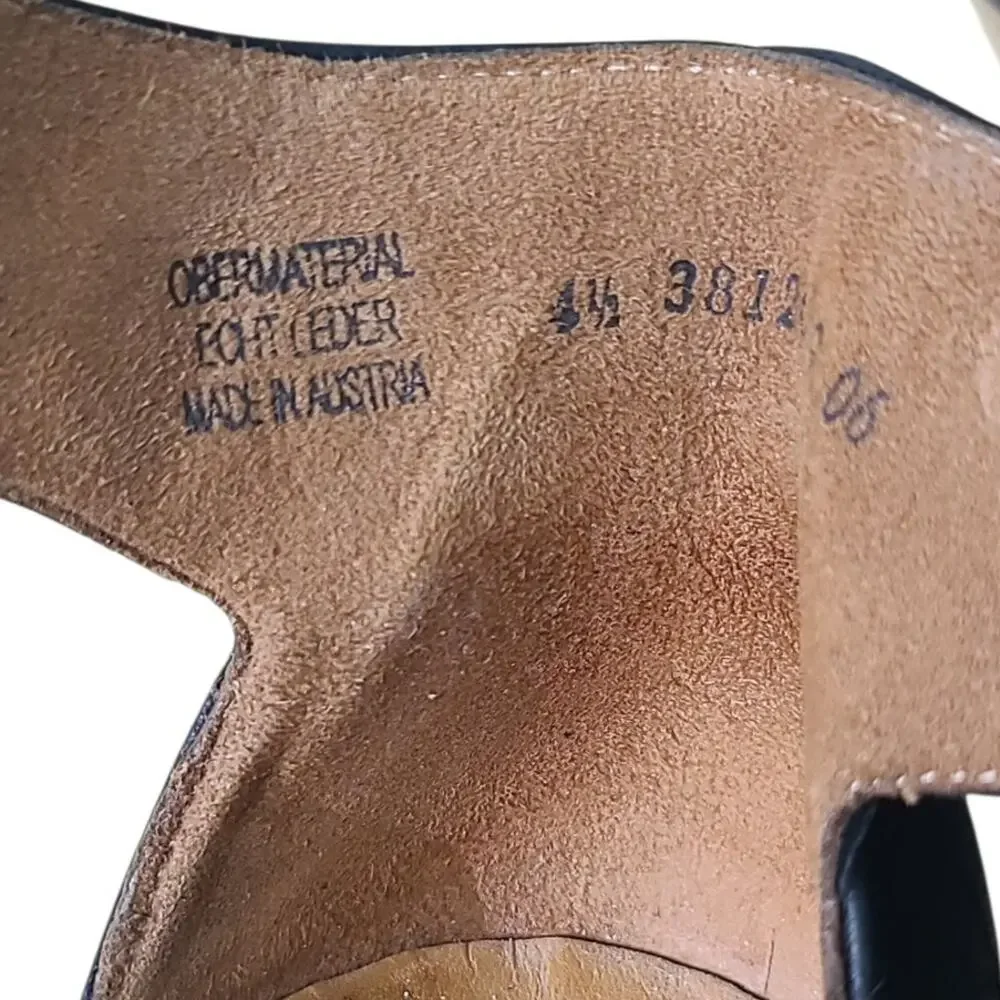 OBERMATERIAL
ECHT LEDER
MADE IN AUSTRIA
4½ 3812
06